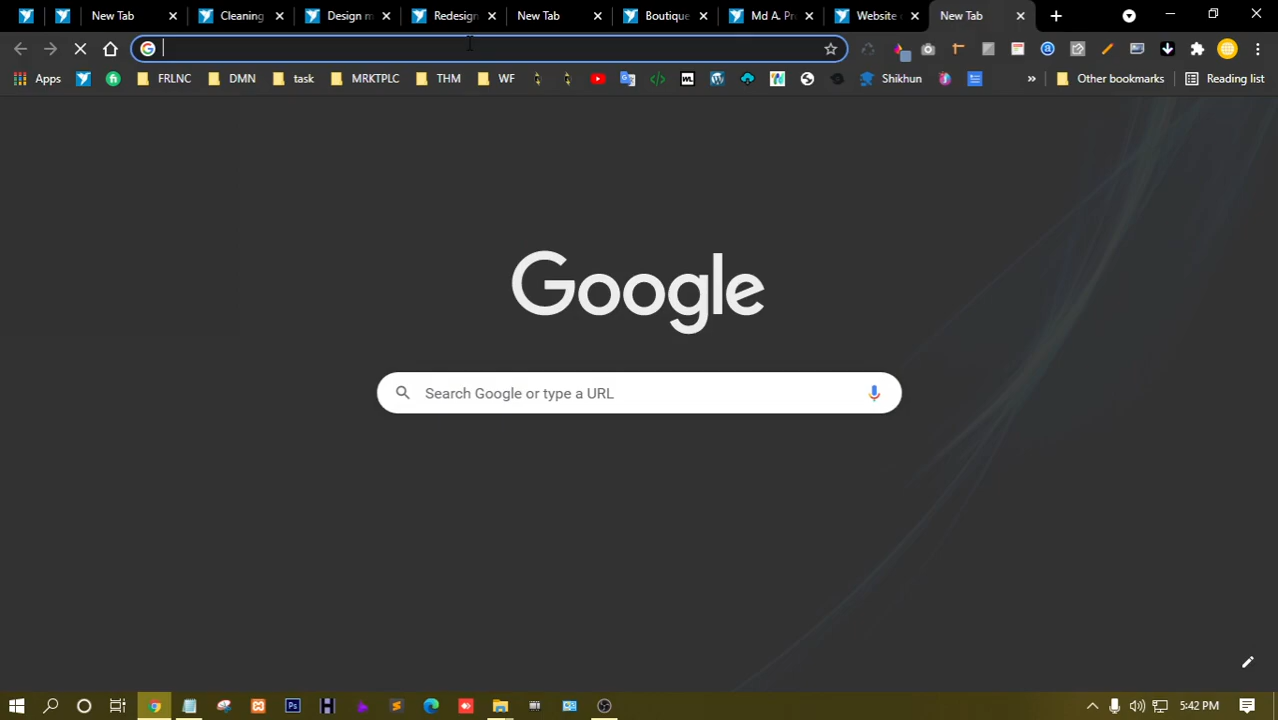 New Tab Cleaning Design m Redesign New Tab Boutique Md A. Pr Website New Tab
Apps FRLNC DMN task MRKTPLC THM WF Shikhun » Other bookmarks Reading list
Google
Search Google or type a URL
5:42 PM